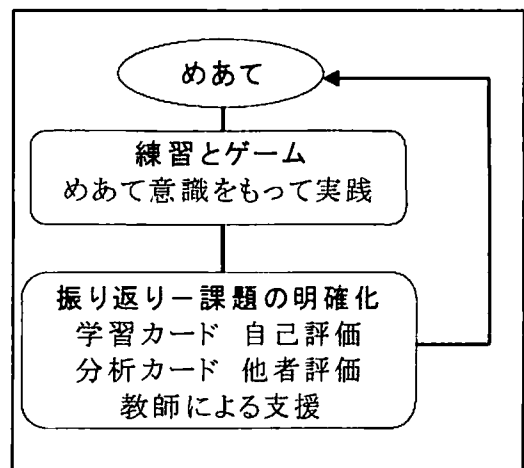 めあて
練習とゲーム
めあて意識をもって実践
振り返りー課題の明確化
学習カード 自己評価
分析カード 他者評価
教師による支援